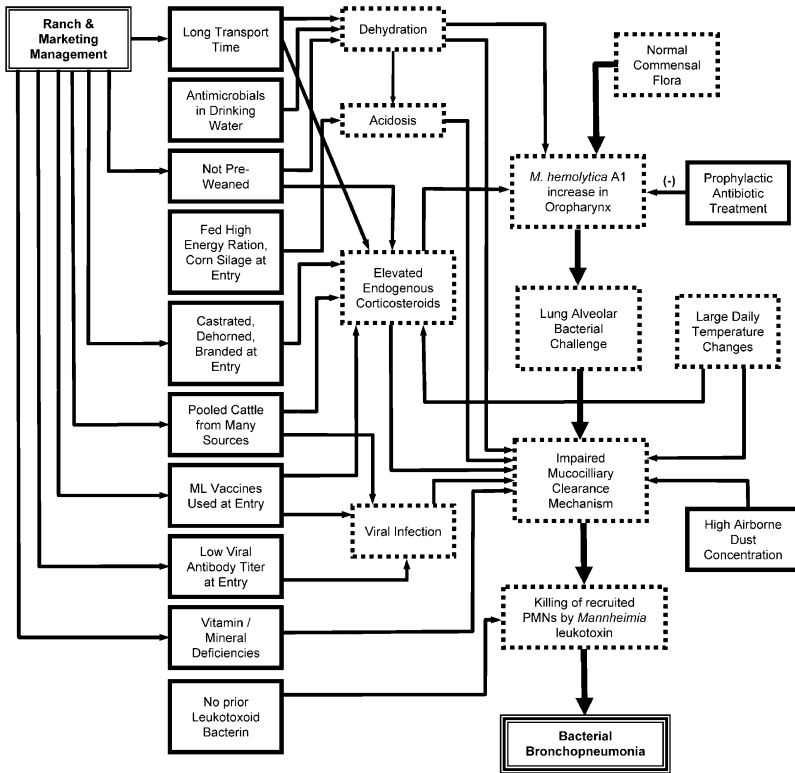 Ranch &
Marketing
Management
Long Transport
Time
Antimicrobials
in Drinking
Water
Not Pre-
Weaned
Fed High
Energy Ration,
Corn Silage at
Entry
Castrated,
Dehorned,
Branded at
Entry
Pooled Cattle
from Many
Sources
ML Vaccines
Used at Entry
Low Viral
Antibody Titer
at Entry
Vitamin /
Mineral
Deficiencies
No prior
Leukotoxoid
Bacterin
Dehydration
Acidosis
Elevated
Endogenous
Corticosteroids
Viral Infection
Normal
Commensal
Flora
M. hemolytica A1
increase in
Oropharynx
(-)
Prophylactic
Antibiotic
Treatment
Lung Alveolar
Bacterial
Challenge
Large Daily
Temperature
Changes
Impaired
Mucocilliary
Clearance
Mechanism
High Airborne
Dust
Concentration
Killing of recruited
PMNs by Mannheimia
leukotoxin
Bacterial
Bronchopneumonia